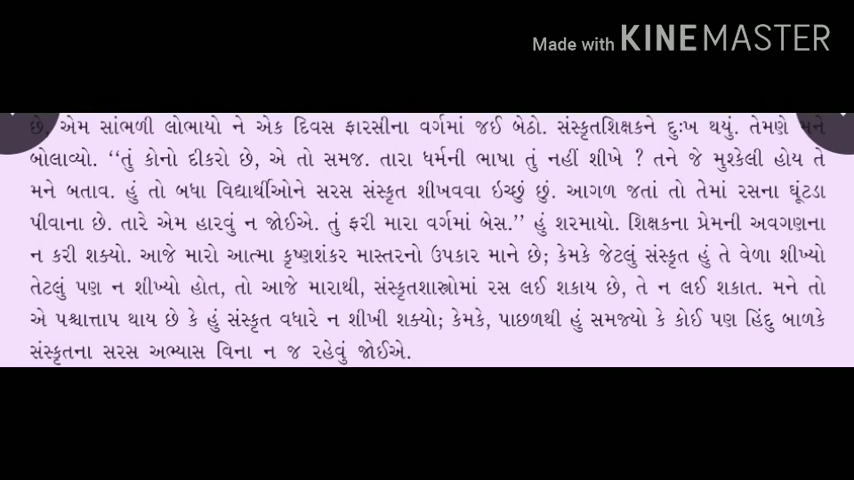 Made with KINEMASTER
છે, એમ સાંભળી લોભાયો ને એક દિવસ ફારસીના વર્ગમાં જઈ બેઠો. સંસ્કૃતશિક્ષકને દુઃખ થયું. તેમણે મને
બોલાવ્યો. ‘‘તું કોનો દીકરો છે, એ તો સમજ. તારા ધર્મની ભાષા તું નહીં શીખે ? તને જે મુશ્કેલી હોય તે
મને બતાવ. હું તો બધા વિદ્યાર્થીઓને સરસ સંસ્કૃત શીખવવા ઈચ્છું છું. આગળ જતાં તો તેમાં રસના ઘૂંટડા
પીવાના છે. તારે એમ હારવું ન જોઈએ. તું ફરી મારા વર્ગમાં બેસ.’’ હું શરમાયો. શિક્ષકના પ્રેમની અવગણના
ન કરી શક્યો. આજે મારો આત્મા કૃષ્ણશંકર માસ્તરનો ઉપકાર માને છે; કેમકે જેટલું સંસ્કૃત હું તે વેળા શીખ્યો
તેટલું પણ ન શીખ્યો હોત, તો આજે મારાથી, સંસ્કૃતશાસ્ત્રોમાં રસ લઈ શકાય છે, તે ન લઈ શકાત. મને તો
એ પશ્ચાત્તાપ થાય છે કે હું સંસ્કૃત વધારે ન શીખી શક્યો; કેમકે, પાછળથી હું સમજ્યો કે કોઈ પણ હિંદુ બાળકે
સંસ્કૃતના સરસ અભ્યાસ વિના ન જ રહેવું જોઈએ.